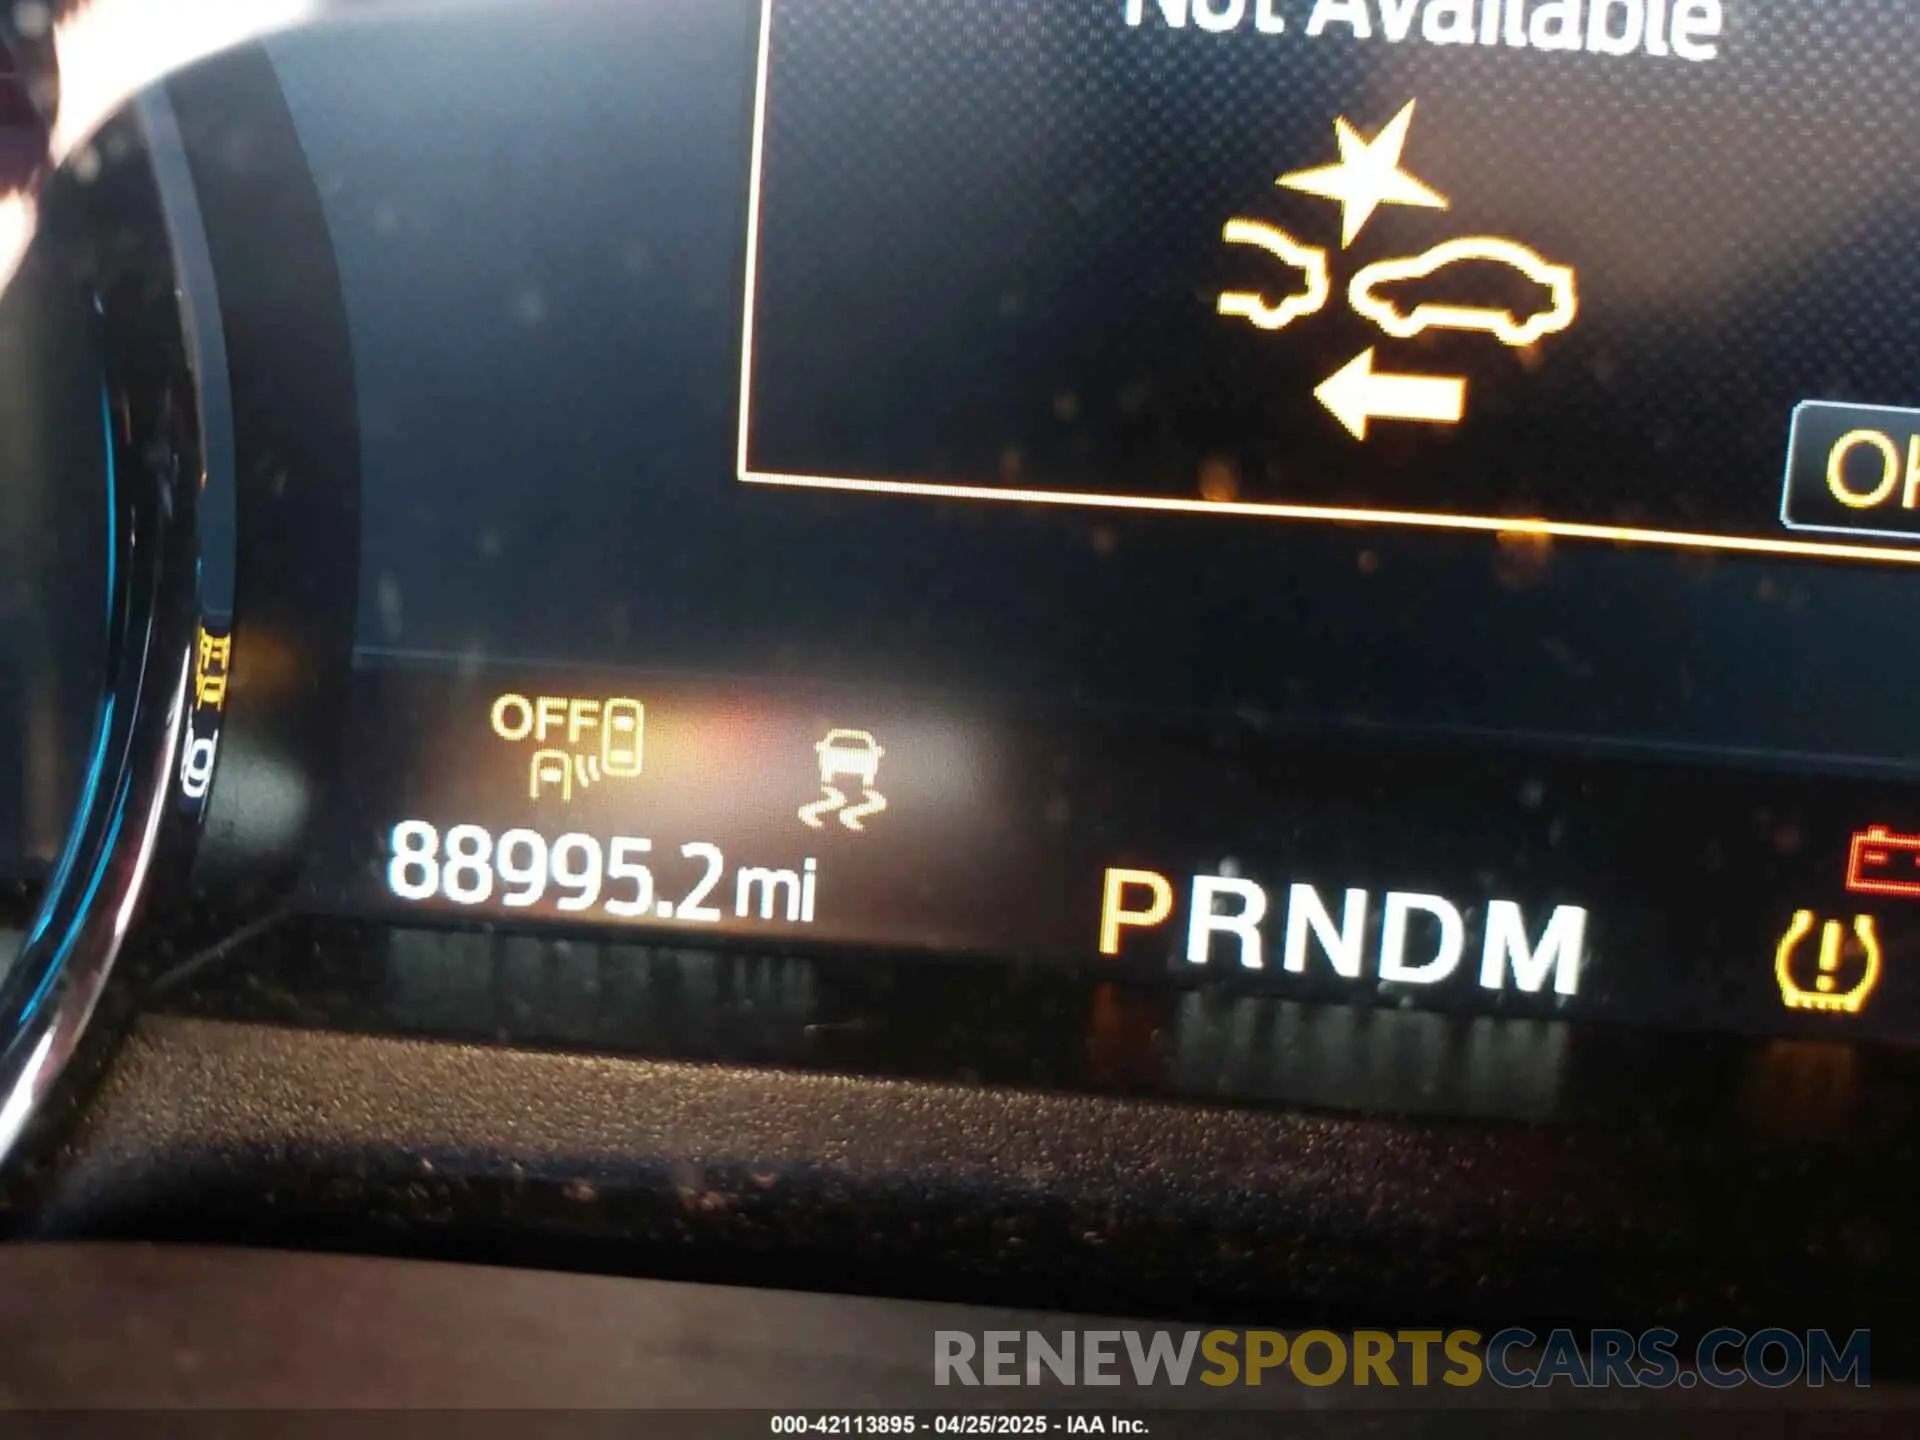 Not Available
OFF
88995.2 mi
PRNDM
RENEWSPORTSCARS.COM
000-42113895 - 04/25/2025 - IAA Inc.